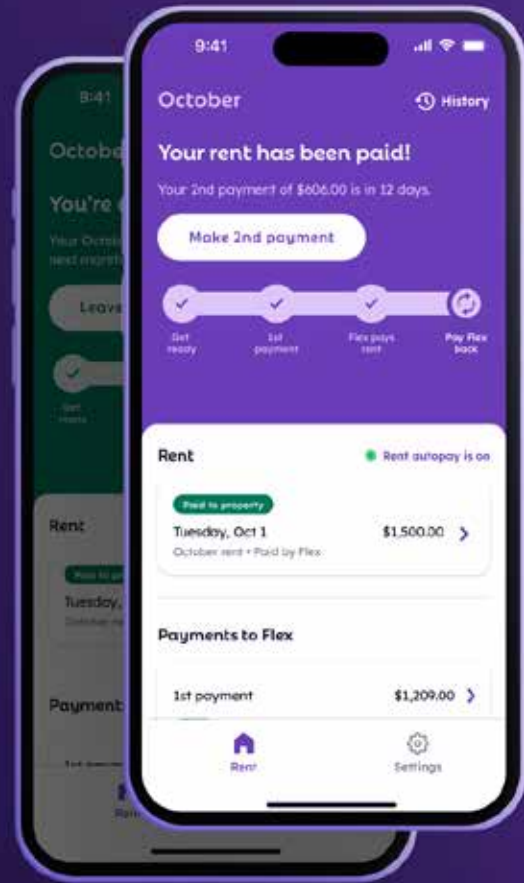 9:41
October
History
Your rent has been paid!
Your 2nd payment of $606.00 is in 12 days.
Make 2nd payment
Get ready
1st payment
Flex pays rent
Pay Flex back
Rent
Rent autopay is on
Paid to property
Tuesday, Oct 1
$1,500.00
October rent • Paid by Flex
Payments to Flex
1st payment
$1,209.00
Rent
Settings
9:41
Octobe
You're
Your Octob
next month
Leave
Get ready
Rent
Tuesday,
Payment